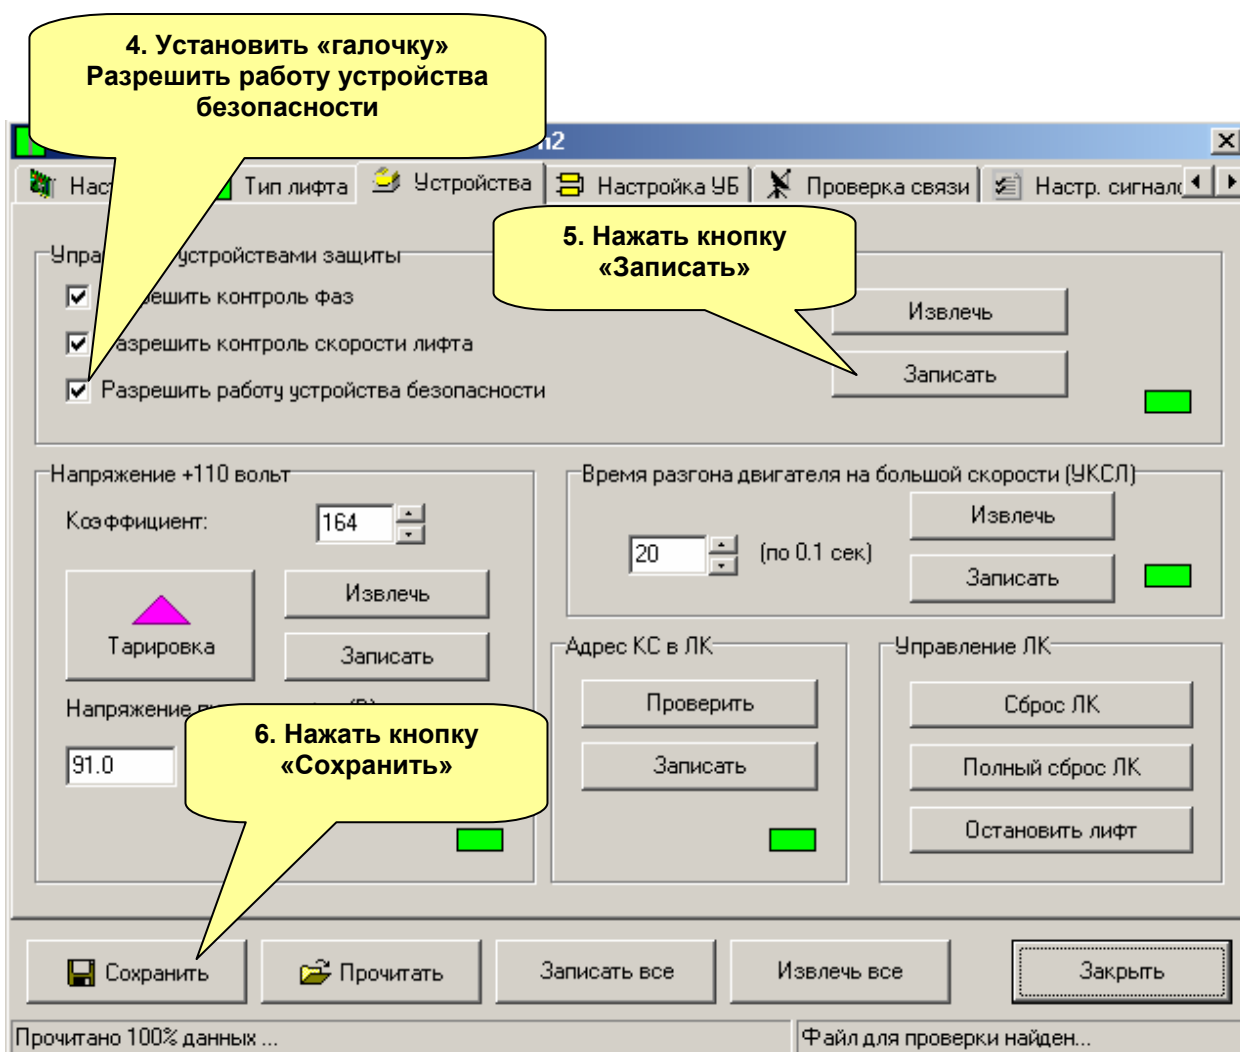 4. Установить «галочку»
Разрешить работу устройства
безопасности
Тип лифта
Устройства
Настройка УБ
Проверка связи
5. Нажать кнопку
«Записать»
устройствами защиты
контроль фаз
Разрешить контроль скорости лифта
Разрешить работу устройства безопасности
Извлечь
Записать
Напряжение +110 вольт
Коэффициент:
164
Тарировка
Извлечь
Записать
Напряжение
91.0
Время разгона двигателя на большой скорости (УКСЛ)
20
(по 0.1 сек)
Извлечь
Записать
Адрес КС в ЛК
Проверить
Записать
Управление ЛК
Сброс ЛК
Полный сброс ЛК
Остановить лифт
6. Нажать кнопку
«Сохранить»
Сохранить
Прочитать
Записать все
Извлечь все
Закрыть
Прочитано 100% данных ...
Файл для проверки найден...